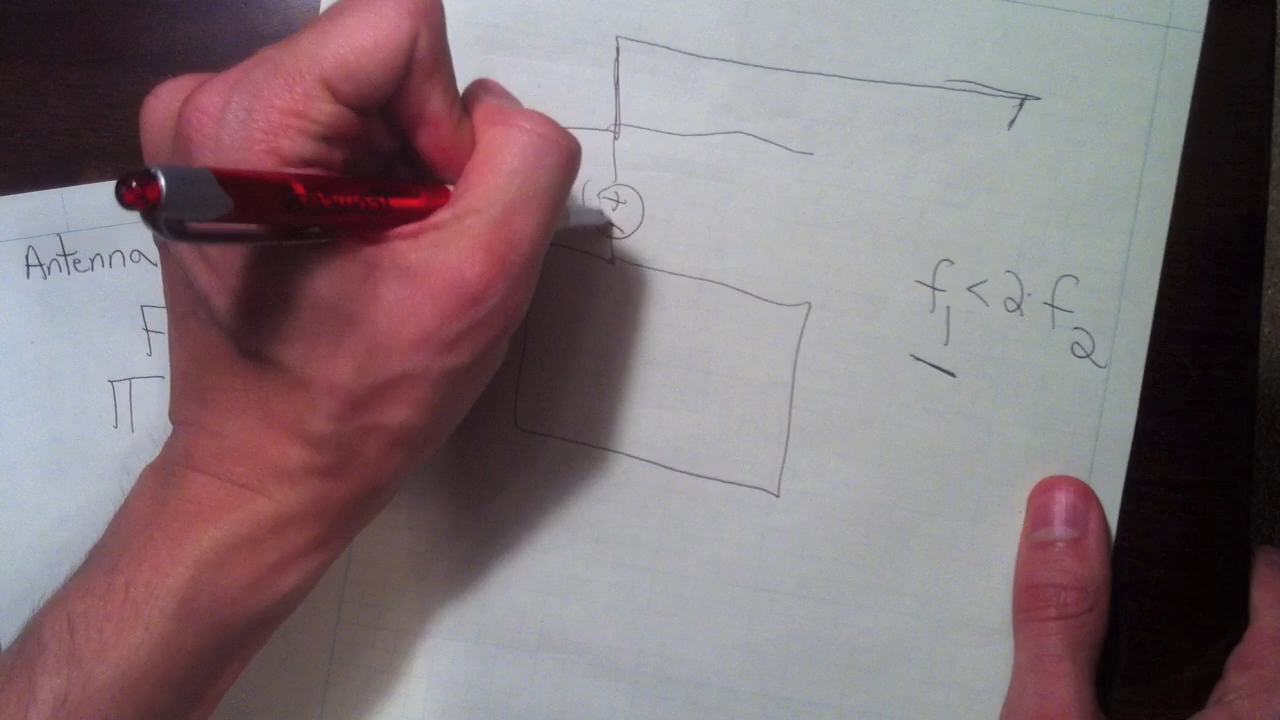 Antenna
F
π
+
f₁ < 2·f₂